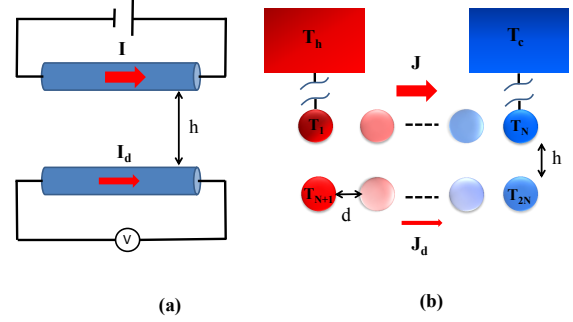 I
h
I_d
V
(a)
T_h
T_c
J
T_1
T_N
h
T_N+1
d
T_2N
J_d
(b)